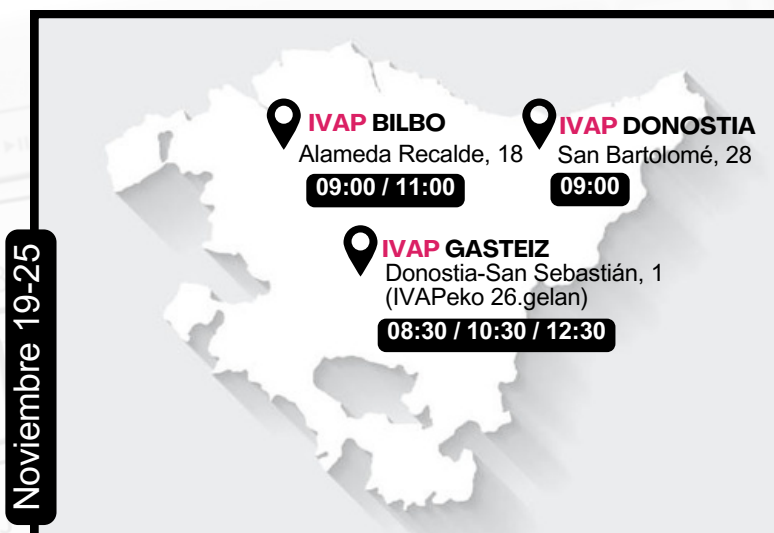 IVAP BILBO
Alameda Recalde, 18
09:00 / 11:00
IVAP DONOSTIA
San Bartolomé, 28
09:00
IVAP GASTEIZ
Donostia-San Sebastián, 1
(IVAPeko 26.gelan)
08:30 / 10:30 / 12:30
Noviembre 19-25